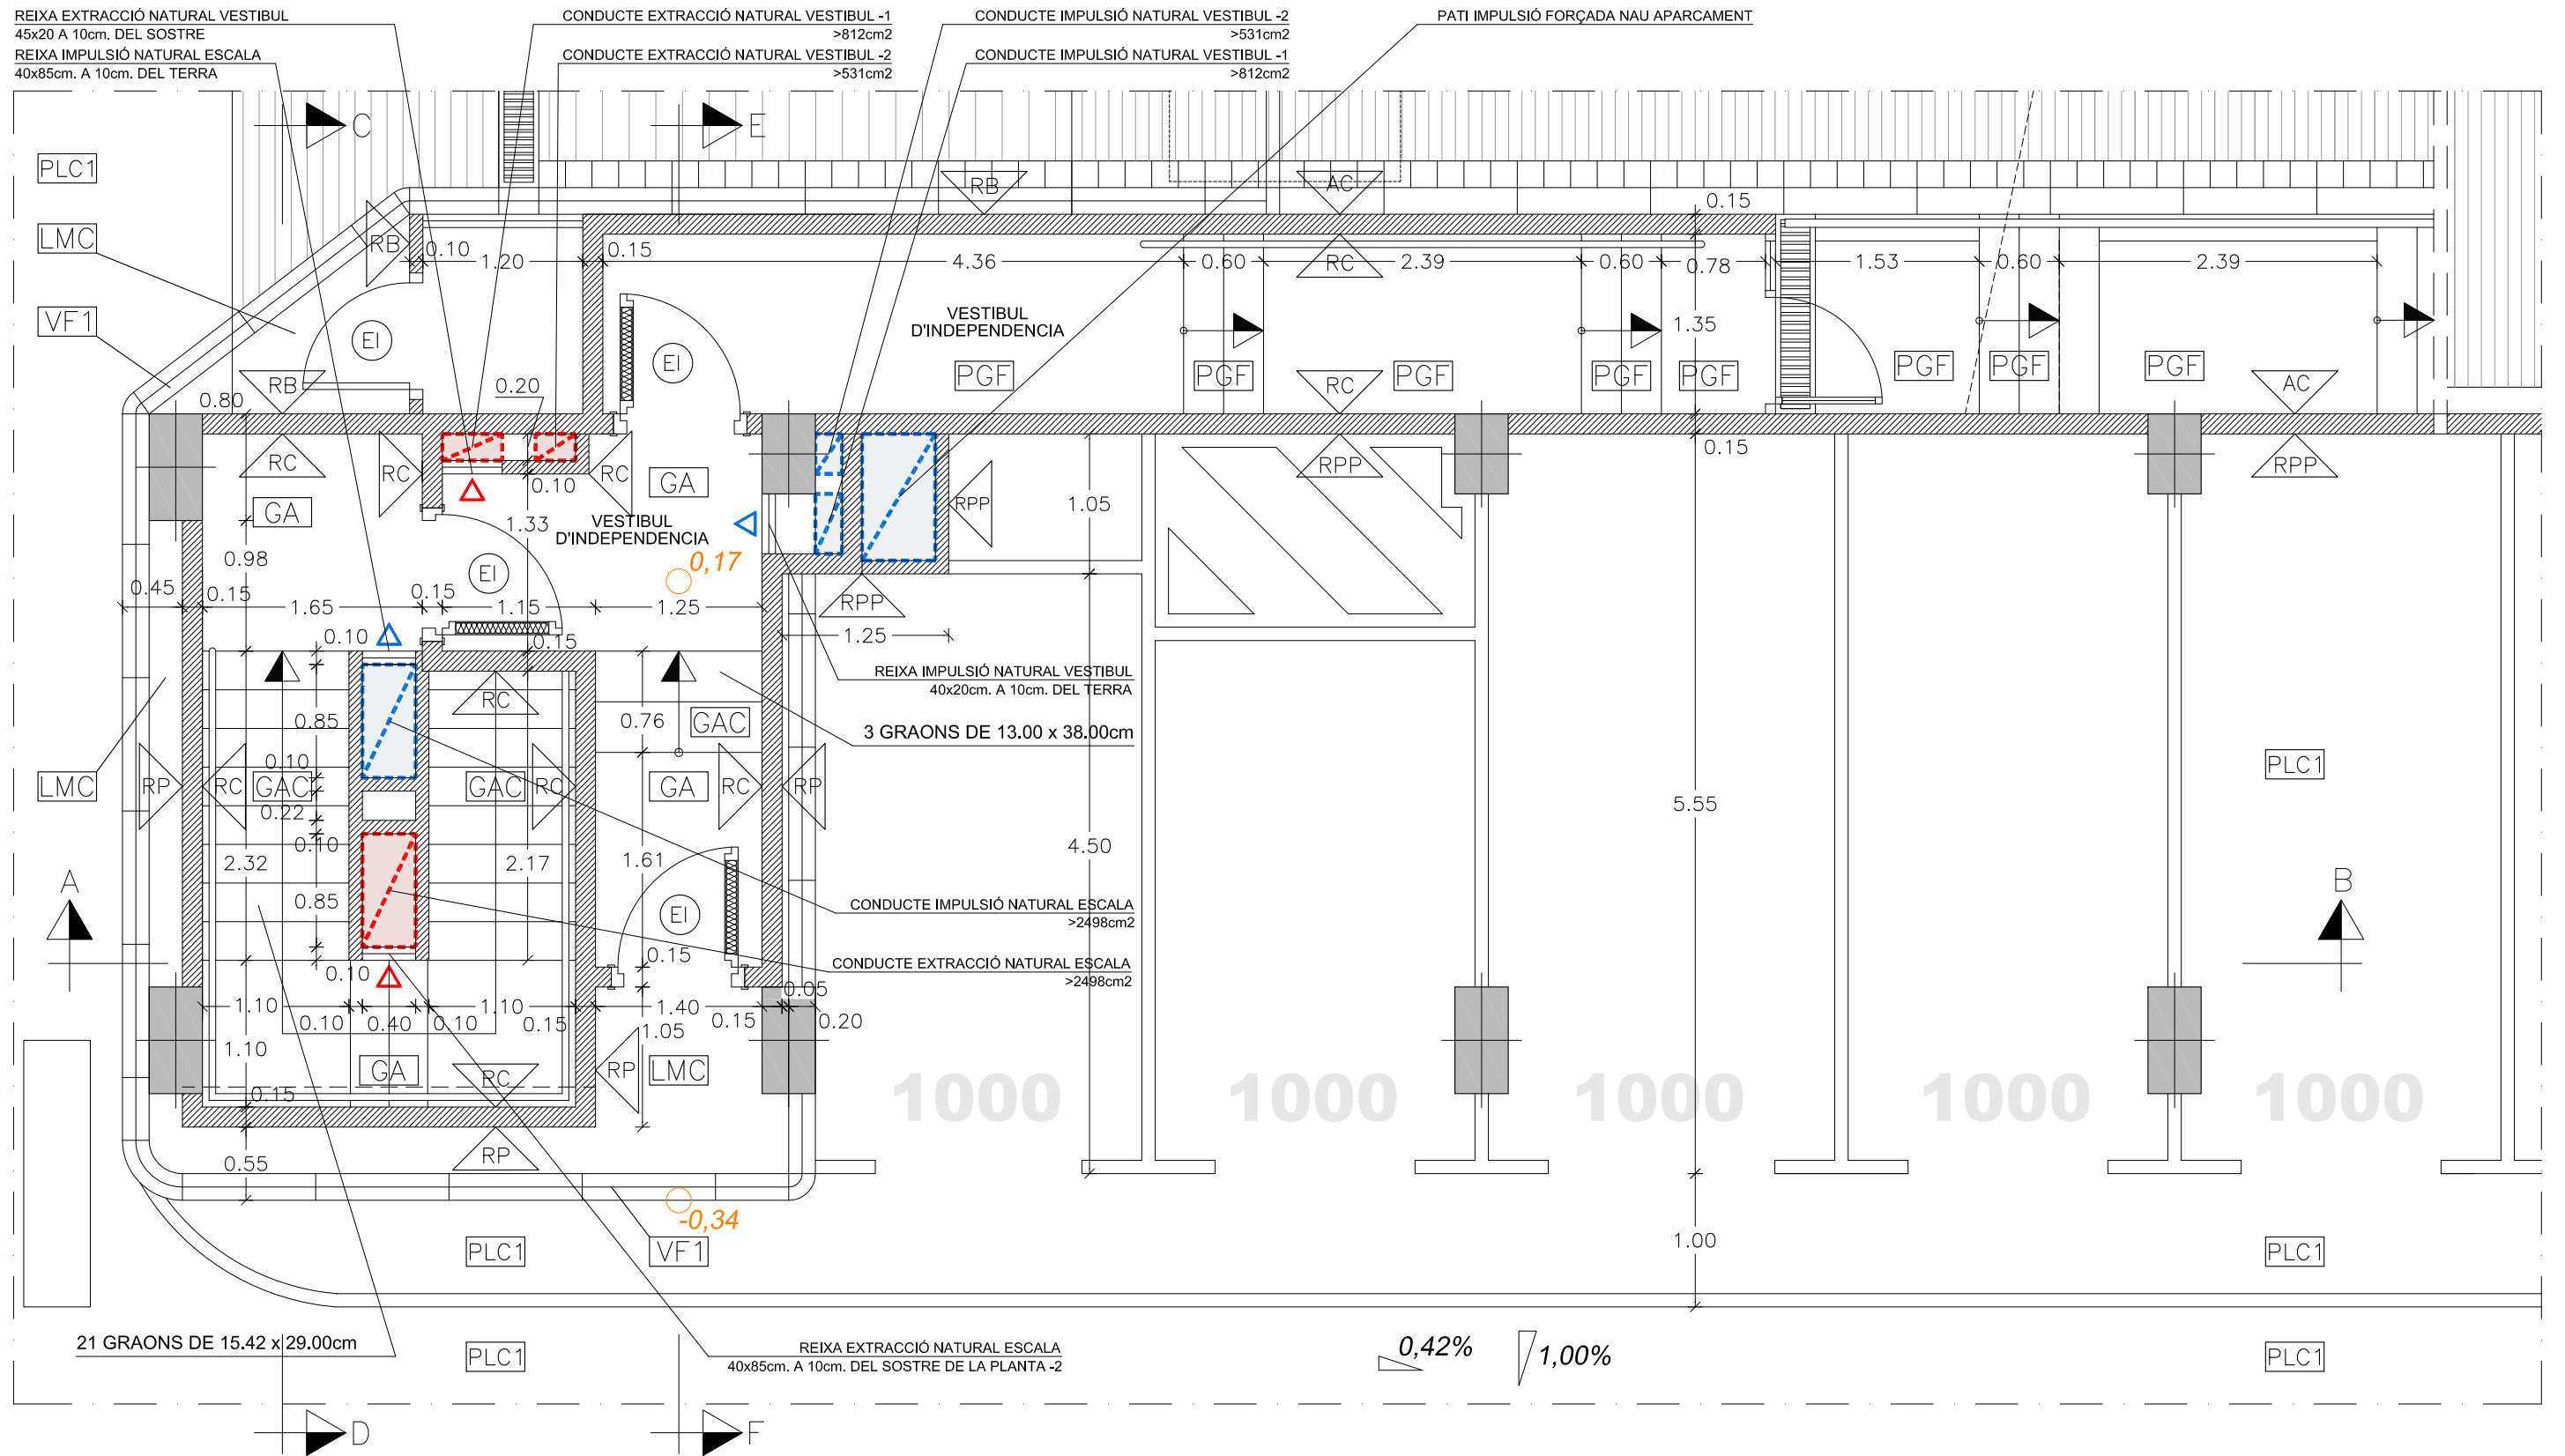 REIXA EXTRACCIÓ NATURAL VESTIBUL
45x20 A 10cm. DEL SOSTRE
REIXA IMPULSIÓ NATURAL ESCALA
40x85cm. A 10cm. DEL TERRA
CONDUCTE EXTRACCIÓ NATURAL VESTIBUL -1
>812cm2
CONDUCTE EXTRACCIÓ NATURAL VESTIBUL -2
>531cm2
CONDUCTE IMPULSIÓ NATURAL VESTIBUL -2
>531cm2
CONDUCTE IMPULSIÓ NATURAL VESTIBUL -1
>812cm2
PATI IMPULSIÓ FORÇADA NAU APARCAMENT
C
E
PLC1
RB
AC
0.15
LMC
RB
0.10
1.20
0.15
4.36
0.60
RC
2.39
0.60
0.78
1.53
0.60
2.39
VF1
EI
EI
VESTIBUL
D'INDEPENDENCIA
1.35
PGF
PGF
PGF
PGF
PGF
PGF
PGF
PGF
RB
0.20
RC
AC
0.80
0.15
RC
RC
RC
GA
0.10
RPP
RPP
RPP
GA
1.33
VESTIBUL
D'INDEPENDENCIA
1.05
0.98
EI
0,17
0.45
0.15
1.65
0.15
1.15
1.25
RPP
0.10
0.15
1.25
REIXA IMPULSIÓ NATURAL VESTIBUL
40x20cm. A 10cm. DEL TERRA
RC
0.85
0.76
GAC
3 GRAONS DE 13.00 x 38.00cm
0.10
LMC
RP
RC
GAC
GAC
RC
GA
RC
RP
PLC1
0.22
5.55
0.10
2.32
2.17
1.61
4.50
A
B
0.85
EI
CONDUCTE IMPULSIÓ NATURAL ESCALA
>2498cm2
0.15
CONDUCTE EXTRACCIÓ NATURAL ESCALA
>2498cm2
0.10
0.05
1.10
0.10
0.40
0.10
1.10
0.15
1.40
0.15
0.20
1.05
1.10
GA
RC
RP
LMC
0.15
1000
1000
1000
1000
1000
RP
0.55
-0,34
PLC1
VF1
1.00
PLC1
21 GRAONS DE 15.42 x 29.00cm
PLC1
REIXA EXTRACCIÓ NATURAL ESCALA
40x85cm. A 10cm. DEL SOSTRE DE LA PLANTA -2
0,42%
1,00%
PLC1
D
F